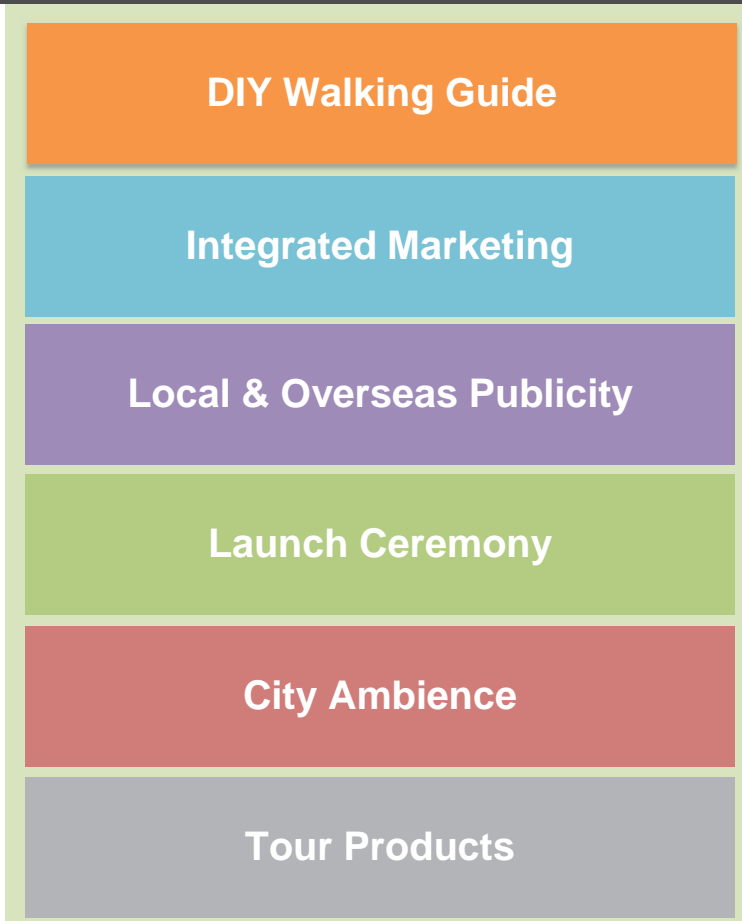 DIY Walking Guide
Integrated Marketing
Local & Overseas Publicity
Launch Ceremony
City Ambience
Tour Products